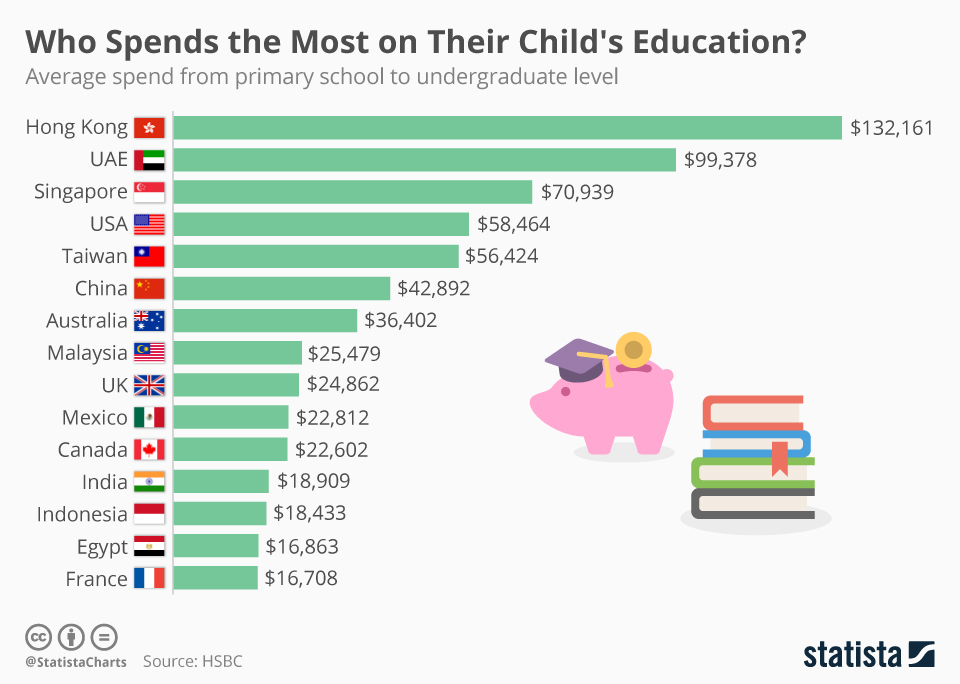 Who Spends the Most on Their Child's Education?
Average spend from primary school to undergraduate level
Hong Kong $132,161
UAE $99,378
Singapore $70,939
USA $58,464
Taiwan $56,424
China $42,892
Australia $36,402
Malaysia $25,479
UK $24,862
Mexico $22,812
Canada $22,602
India $18,909
Indonesia $18,433
Egypt $16,863
France $16,708
cc
@StatistaCharts Source: HSBC
statista